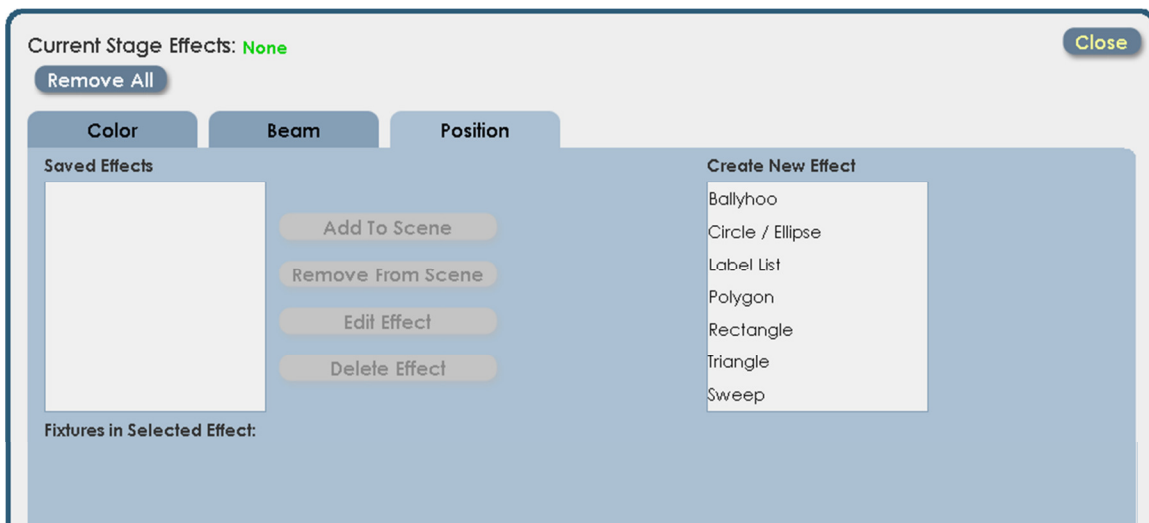 Current Stage Effects: None
Close
Remove All
Color
Beam
Position
Saved Effects
Create New Effect
Add To Scene
Remove From Scene
Edit Effect
Delete Effect
Ballyhoo
Circle / Ellipse
Label List
Polygon
Rectangle
Triangle
Sweep
Fixtures in Selected Effect: